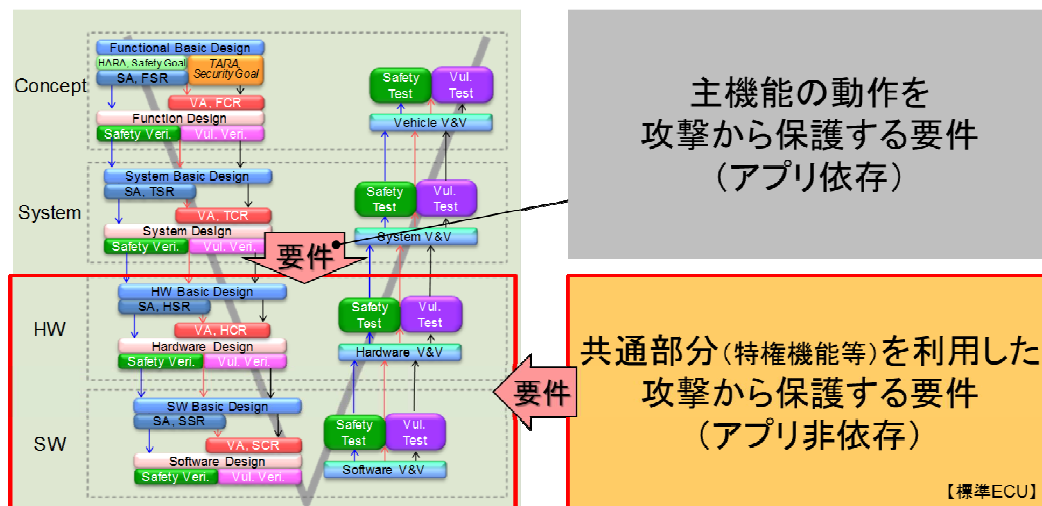 Concept
Functional Basic Design
HARA, Safety Goal
TARA,
Security Goal
SA, FSR
VA, FCR
Function Design
Safety Veri.
Vul. Veri.
Safety
Test
Vul.
Test
Vehicle V&V
System
System Basic Design
SA, TSR
VA, TCR
System Design
Safety Veri.
Vul. Veri.
Safety
Test
Vul.
Test
System V&V
要件
HW
HW Basic Design
SA, HSR
VA, HCR
Hardware Design
Safety Veri.
Vul. Veri.
Safety
Test
Vul.
Test
Hardware V&V
SW
SW Basic Design
SA, SSR
VA, SCR
Software Design
Safety Veri.
Vul. Veri.
Safety
Test
Vul.
Test
Software V&V
主機能の動作を
攻撃から保護する要件
(アプリ依存)
要件
共通部分(特権機能等)を利用した
攻撃から保護する要件
(アプリ非依存)
【標準ECU】